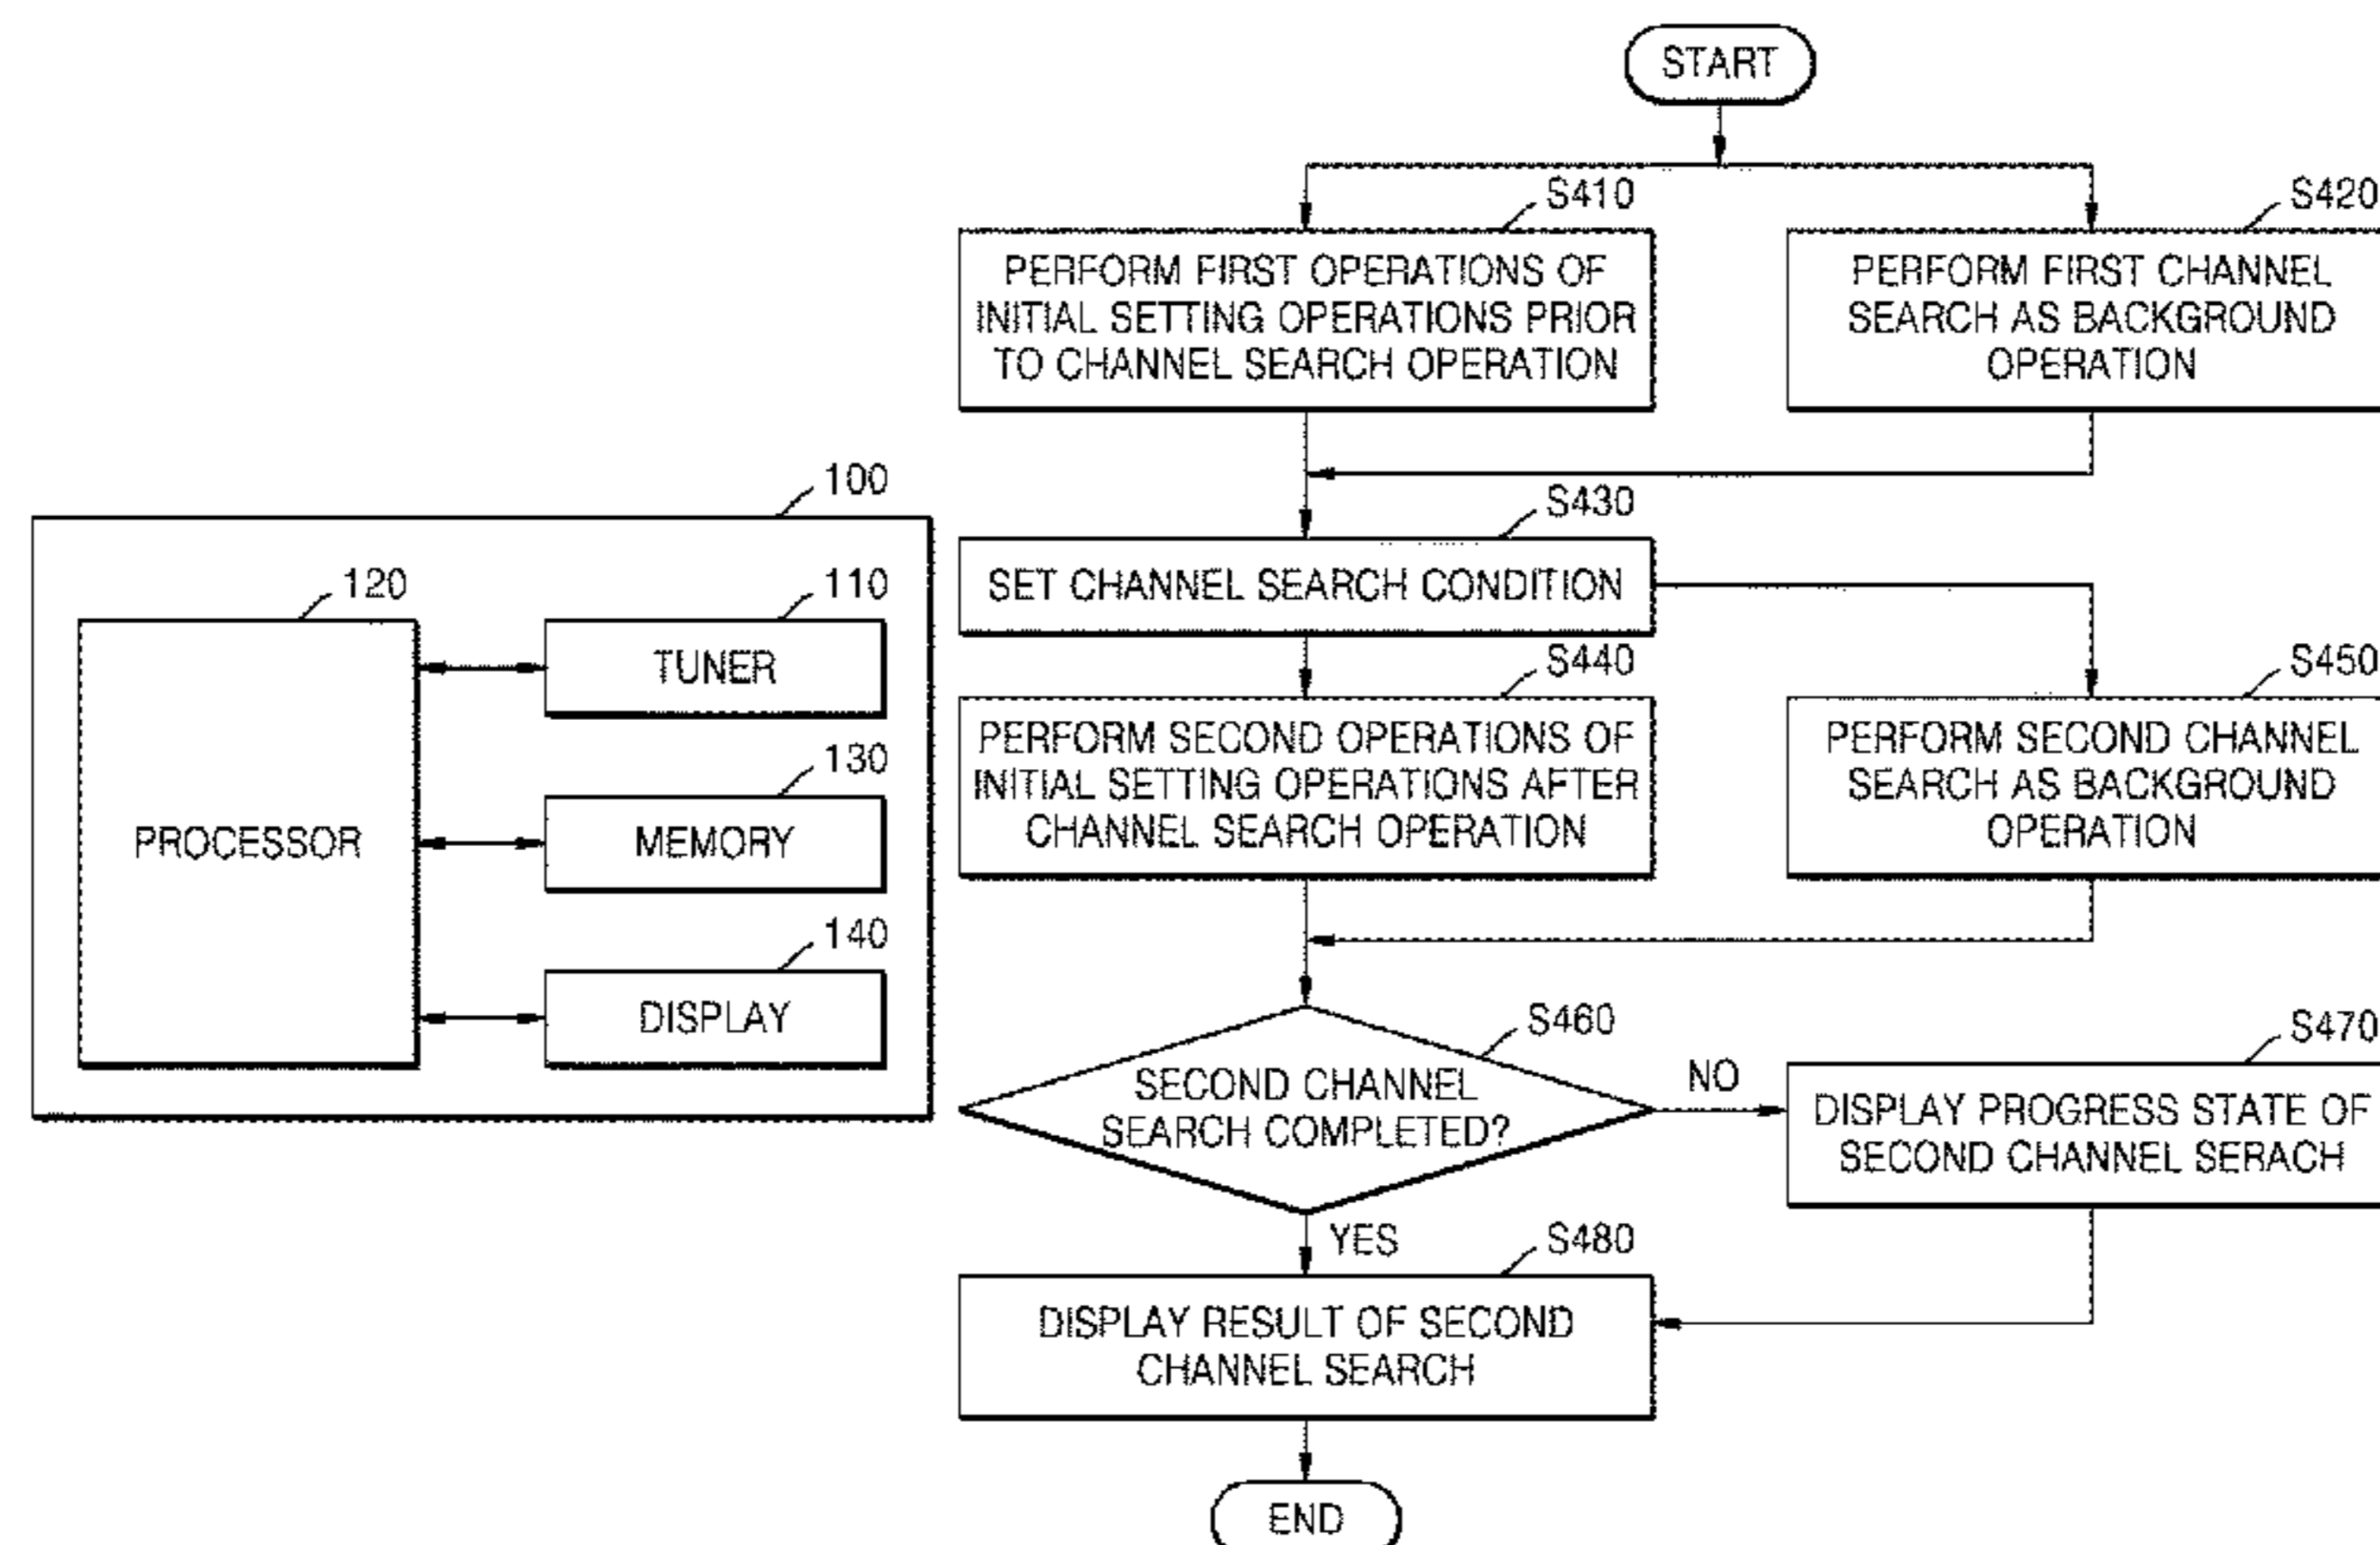 START
S410
S420
PERFORM FIRST OPERATIONS OF
INITIAL SETTING OPERATIONS PRIOR
TO CHANNEL SEARCH OPERATION
PERFORM FIRST CHANNEL
SEARCH AS BACKGROUND
OPERATION
100
S430
SET CHANNEL SEARCH CONDITION
120
110
PROCESSOR
TUNER
130
MEMORY
140
DISPLAY
S440
S450
PERFORM SECOND OPERATIONS OF
INITIAL SETTING OPERATIONS AFTER
CHANNEL SEARCH OPERATION
PERFORM SECOND CHANNEL
SEARCH AS BACKGROUND
OPERATION
S460
SECOND CHANNEL
SEARCH COMPLETED?
NO
S470
DISPLAY PROGRESS STATE OF
SECOND CHANNEL SERACH
YES
S480
DISPLAY RESULT OF SECOND
CHANNEL SEARCH
END